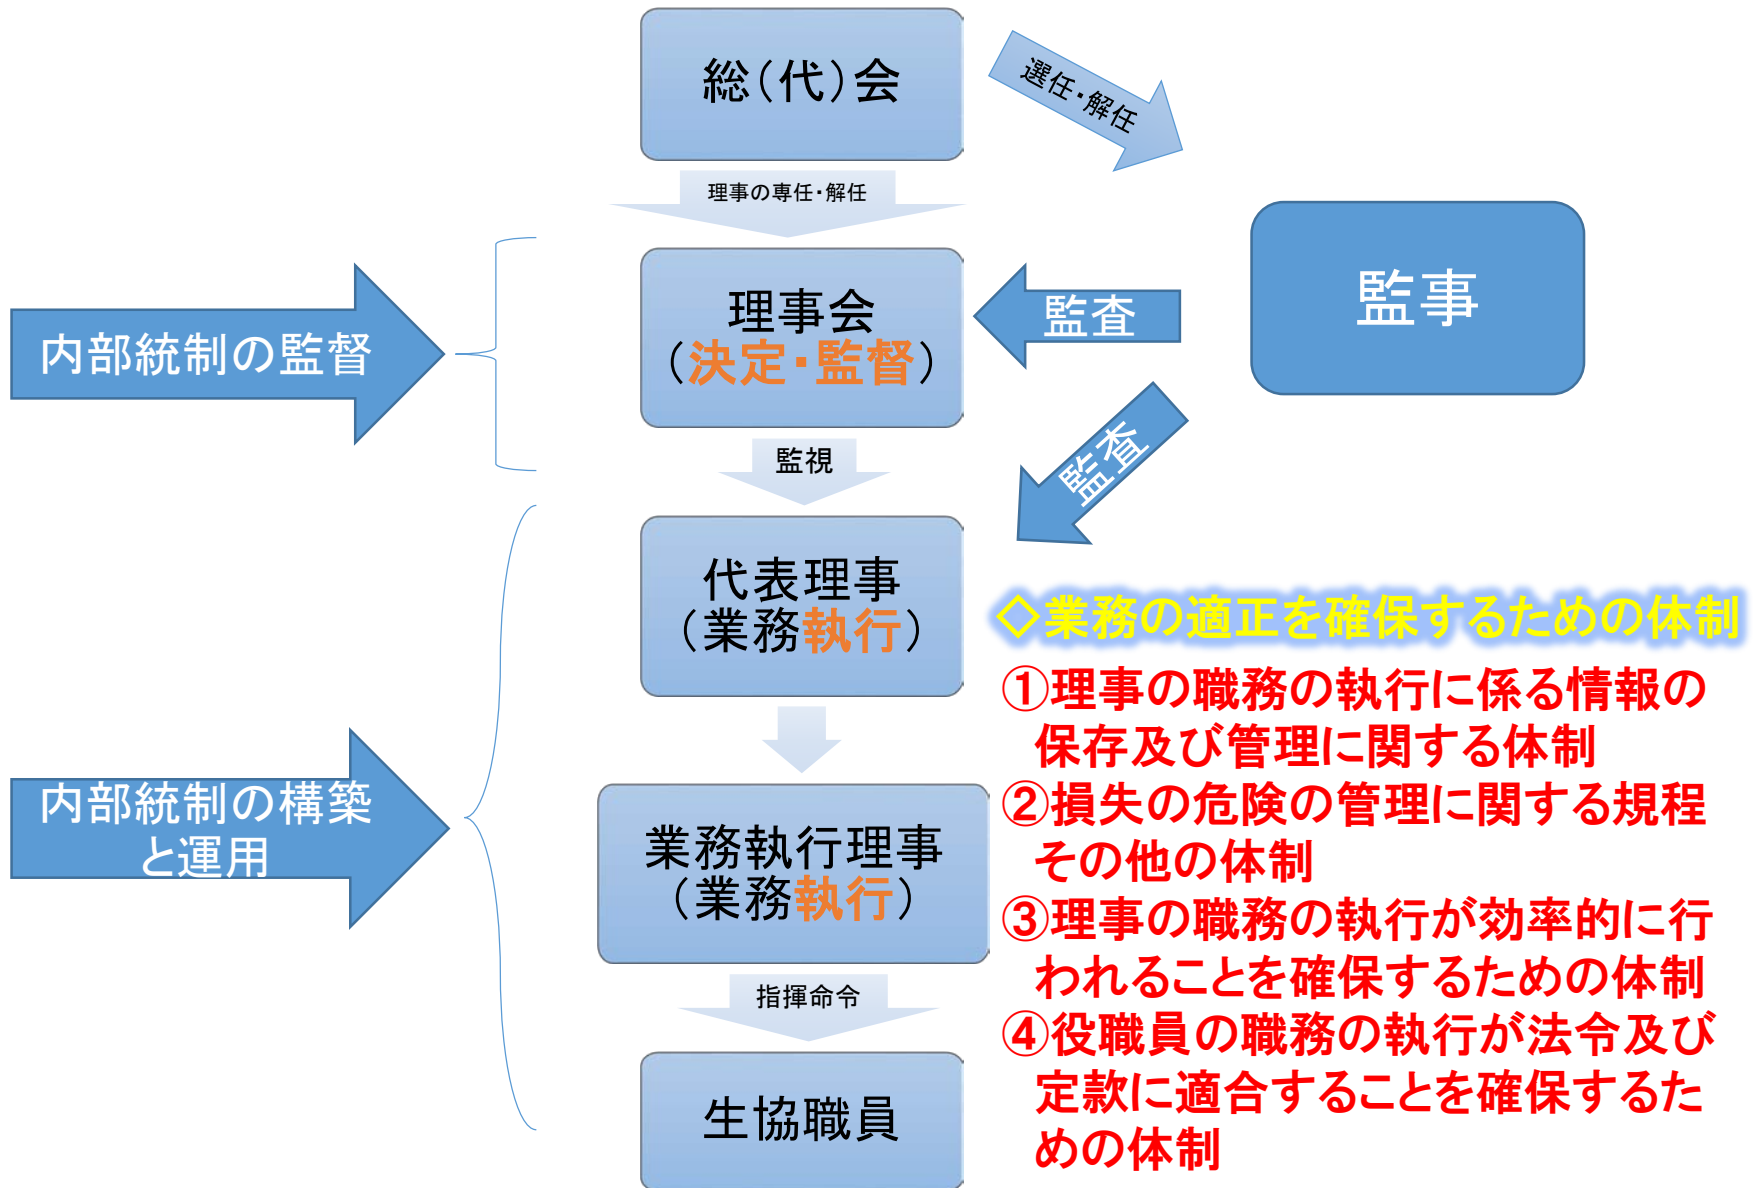 総(代)会
選任・解任
理事の専任・解任
監事
内部統制の監督
理事会
(決定・監督)
監査
監視
監査
代表理事
(業務執行)
内部統制の構築
と運用
業務執行理事
(業務執行)
指揮命令
生協職員
◇業務の適正を確保するための体制
①理事の職務の執行に係る情報の
保存及び管理に関する体制
②損失の危険の管理に関する規程
その他の体制
③理事の職務の執行が効率的に行
われることを確保するための体制
④役職員の職務の執行が法令及び
定款に適合することを確保するた
めの体制